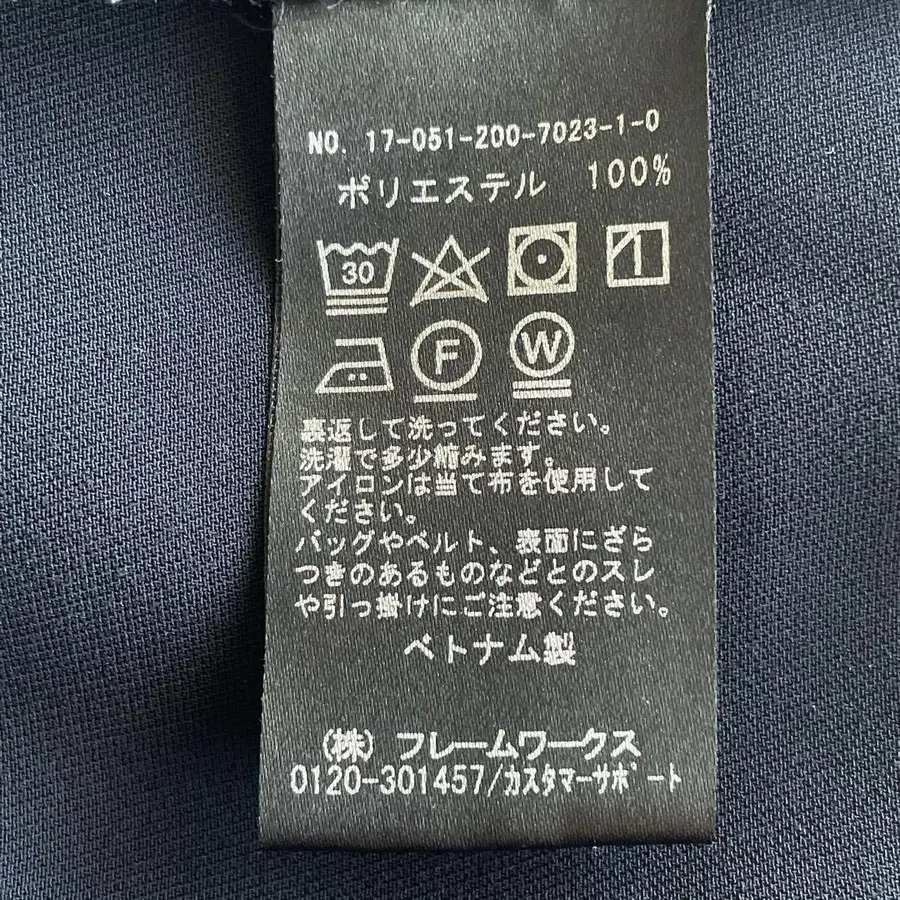 NO. 17-051-200-7023-1-0
ポリエステル 100%
30
F W
裏返して洗ってください。
洗濯で多少縮みます。
アイロンは当て布を使用して
ください。
バッグやベルト、表面にざら
つきのあるものなどとのスレ
や引っ掛けにご注意ください。
ベトナム製
(株) フレームワークス
0120-301457/カスタマーサポート